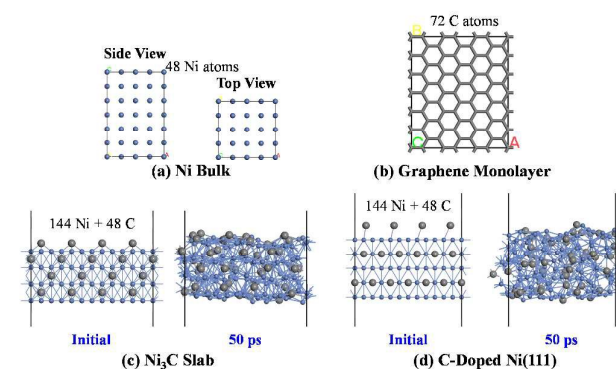 Side View
48 Ni atoms
Top View
(a) Ni Bulk
B
72 C atoms
C
A
(b) Graphene Monolayer
144 Ni + 48 C
Initial
50 ps
(c) Ni₃C Slab
144 Ni + 48 C
Initial
50 ps
(d) C-Doped Ni(111)